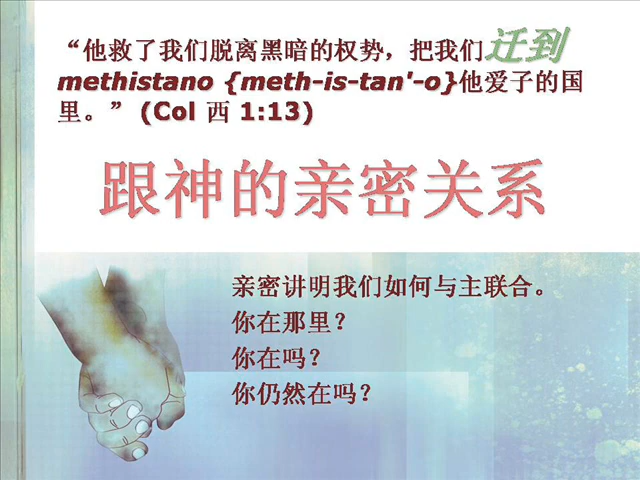 “他救了我们脱离黑暗的权势，把我们迁到
methistano {meth-is-tan'-o}他爱子的国
里。” (Col 西 1:13)
跟神的亲密关系
亲密讲明我们如何与主联合。
你在那里？
你在吗？
你仍然在吗？